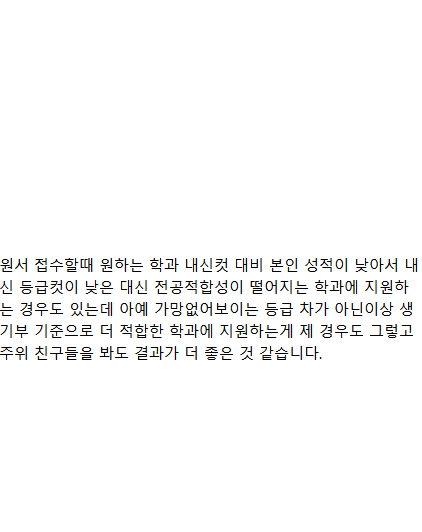 원서 접수할때 원하는 학과 내신컷 대비 본인 성적이 낮아서 내
신 등급컷이 낮은 대신 전공적합성이 떨어지는 학과에 지원하
는 경우도 있는데 아예 가망없어보이는 등급 차가 아닌이상 생
기부 기준으로 더 적합한 학과에 지원하는게 제 경우도 그렇고
주위 친구들을 봐도 결과가 더 좋은 것 같습니다.